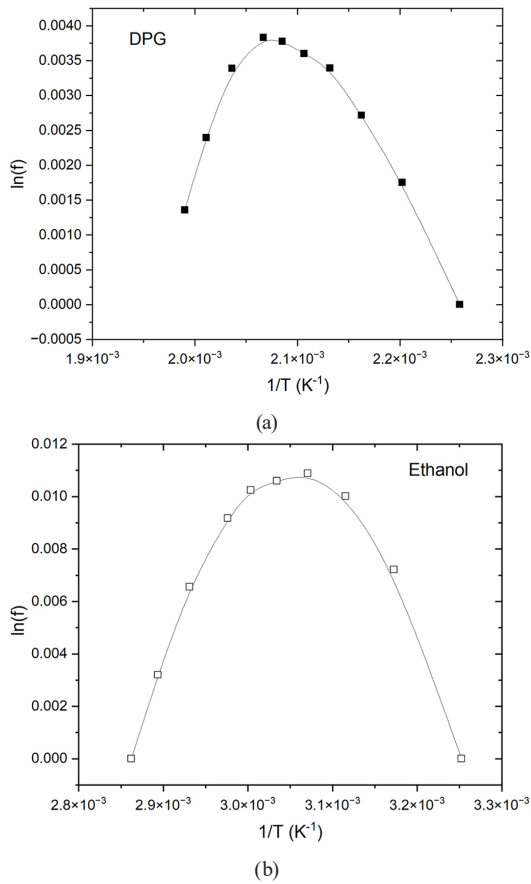 DPG
0.0040
0.0035
0.0030
0.0025
0.0020
0.0015
0.0010
0.0005
0.0000
−0.0005
ln(f)
1.9×10⁻³ 2.0×10⁻³ 2.1×10⁻³ 2.2×10⁻³ 2.3×10⁻³
1/T (K⁻¹)
(a)
Ethanol
0.012
0.010
0.008
0.006
0.004
0.002
0.000
ln(f)
2.8×10⁻³ 2.9×10⁻³ 3.0×10⁻³ 3.1×10⁻³ 3.2×10⁻³ 3.3×10⁻³
1/T (K⁻¹)
(b)